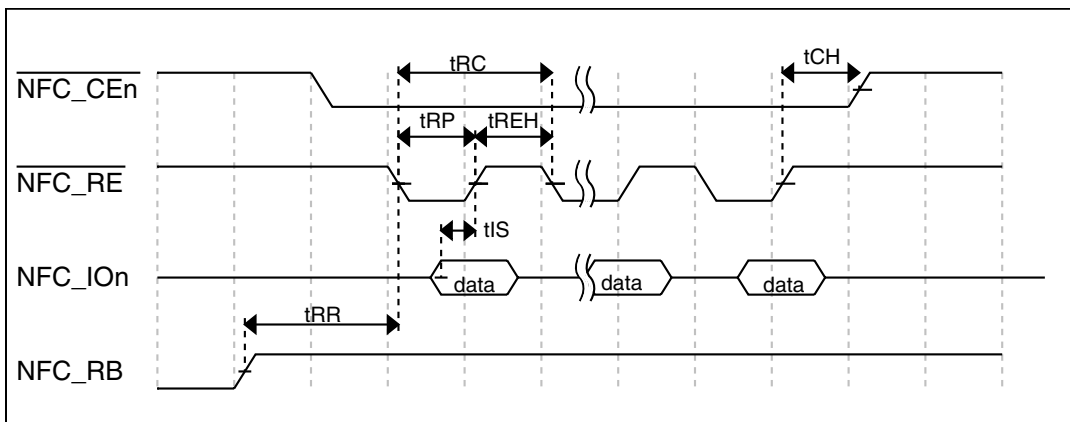 tRC
tCH
NFC_CEn
tRP
tREH
NFC_RE
tIS
NFC_IOn
data
data
data
tRR
NFC_RB